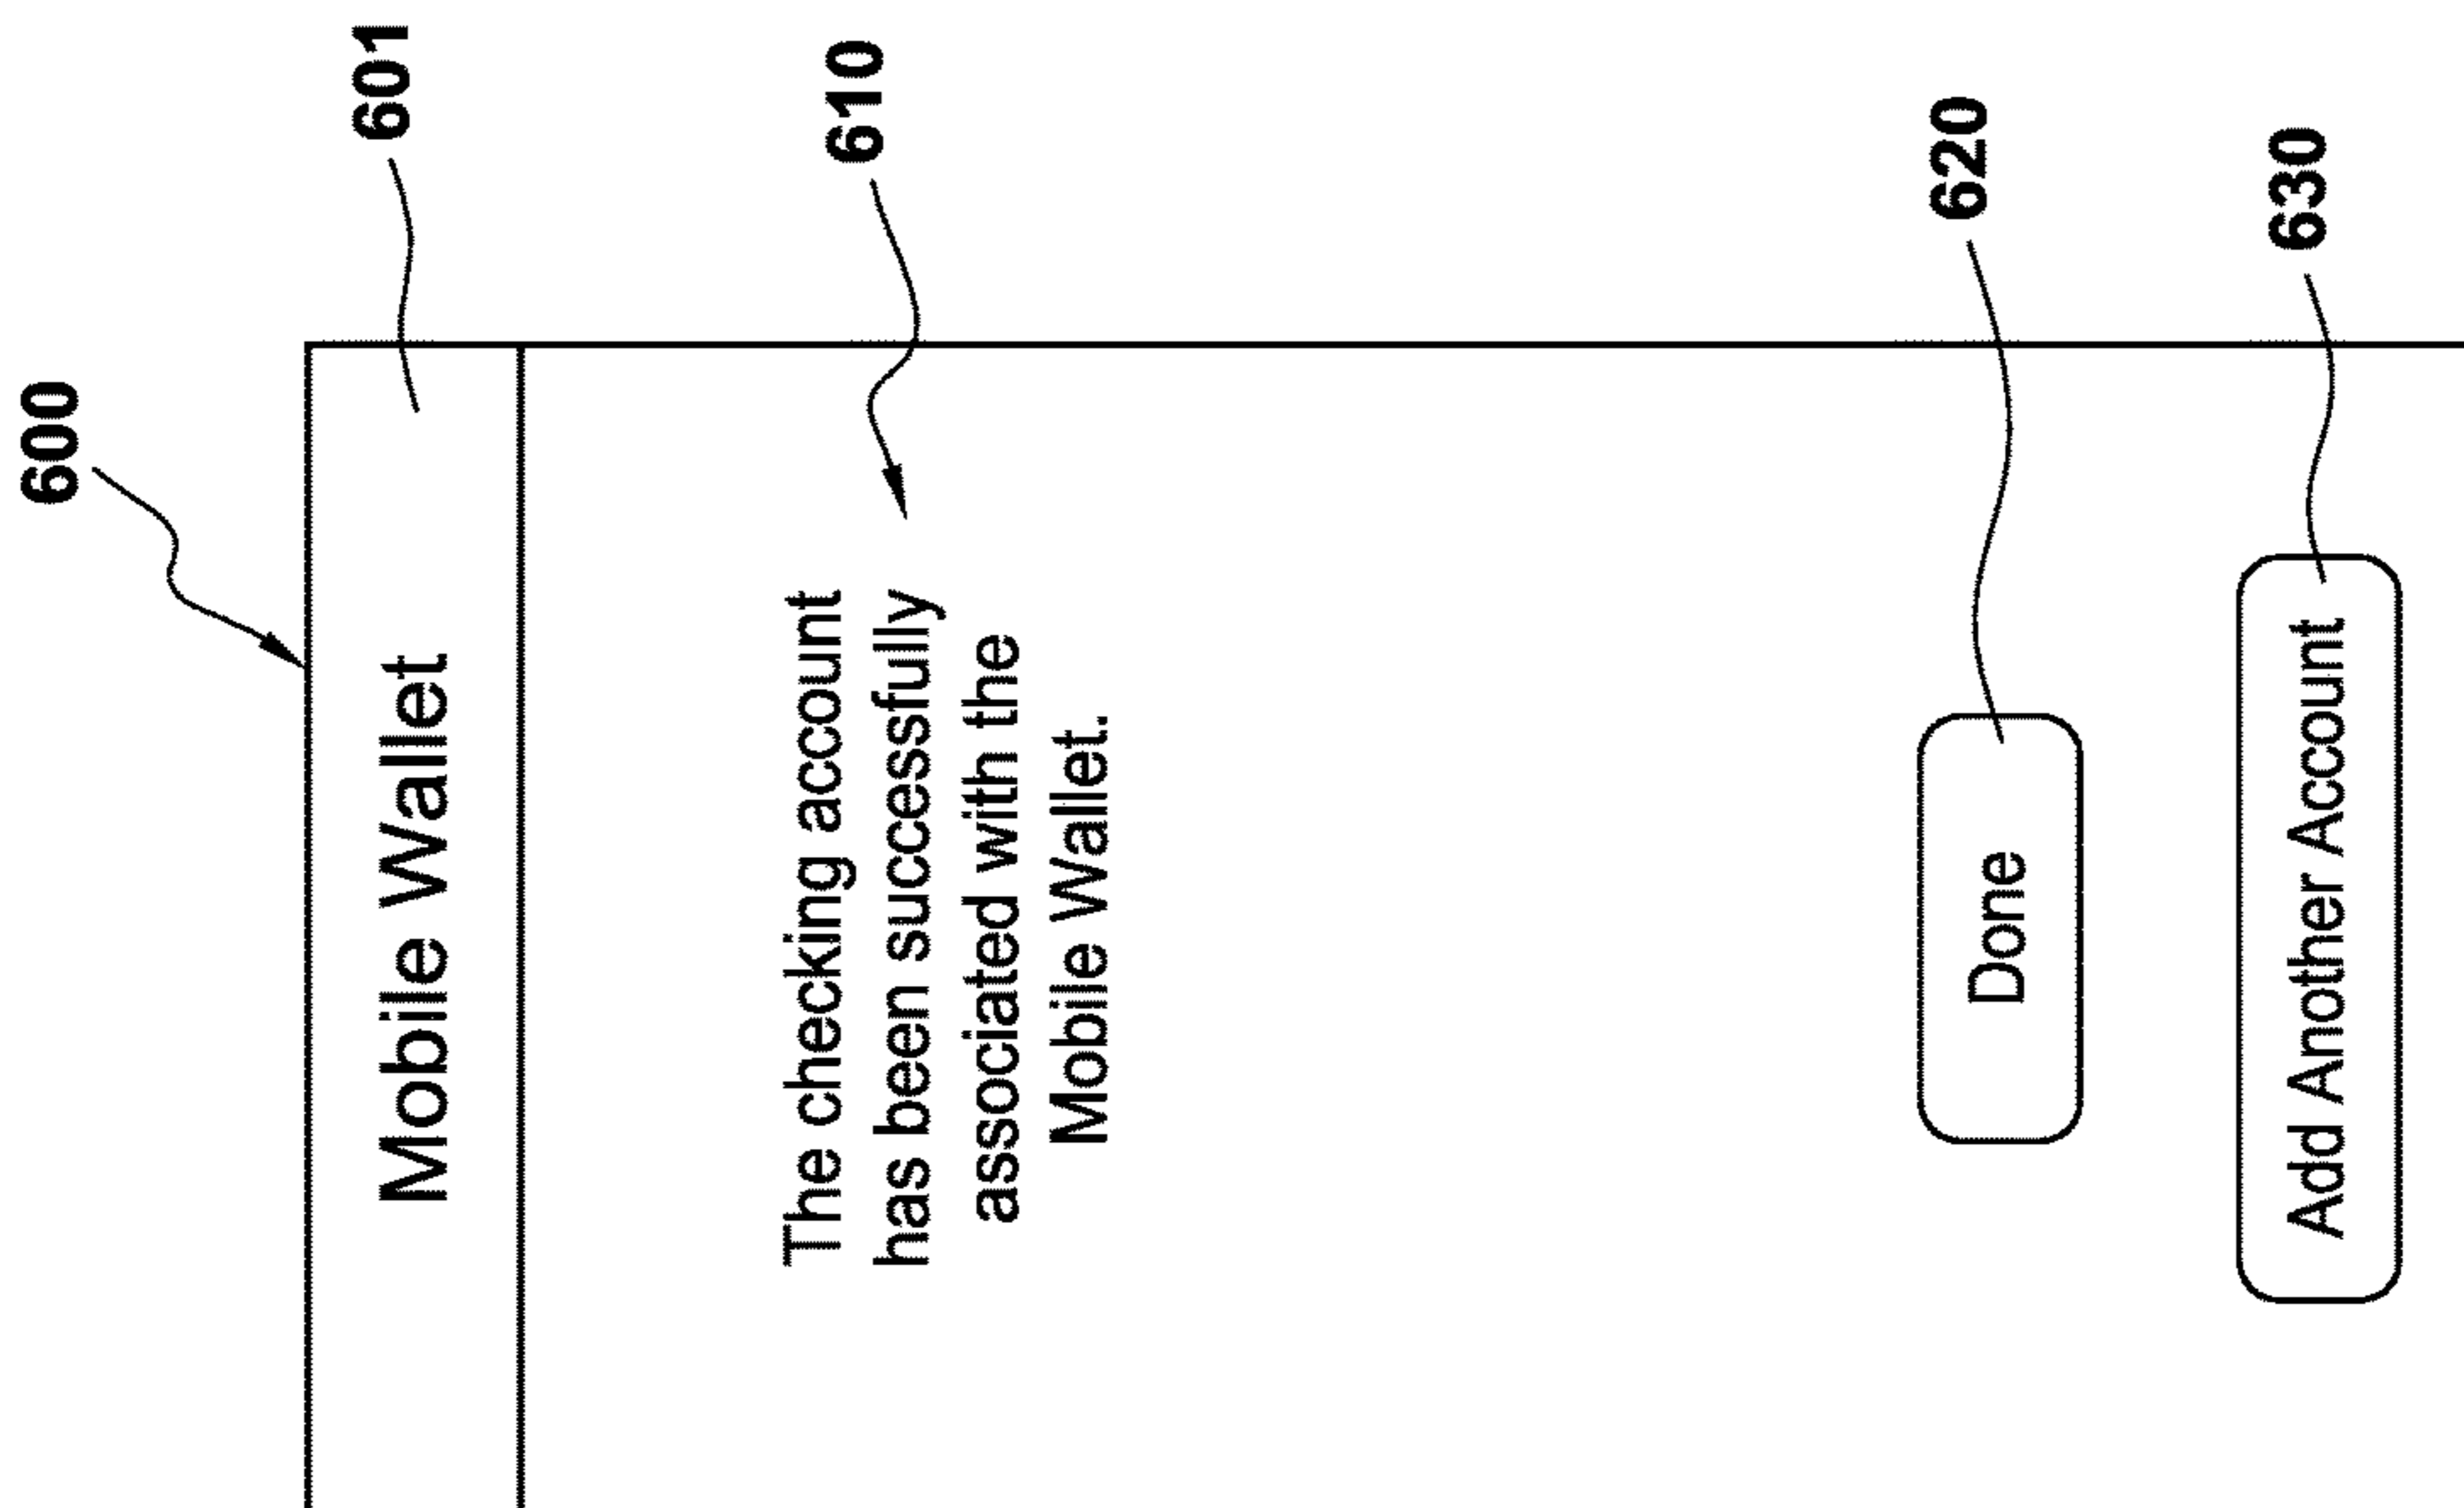 600
601
Mobile Wallet
610
The checking account
has been successfully
associated with the
Mobile Wallet.
620
Done
630
Add Another Account